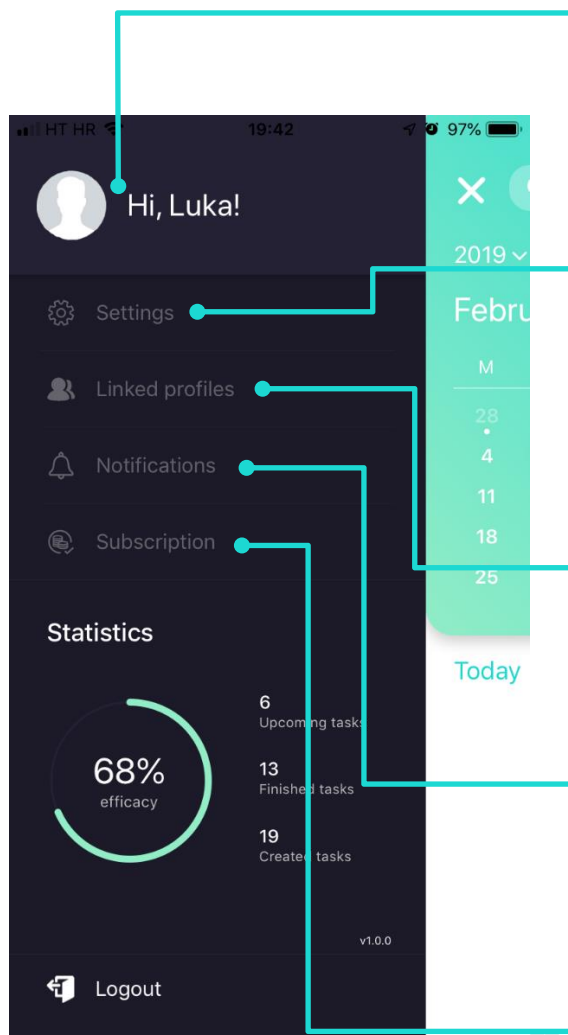 HT HR 19:42 97%
Hi, Luka!
2019
Settings
Febru
Linked profiles
M
28
Notifications
4
11
Subscription
18
25
Statistics
Today
6
Upcoming tasks
68%
efficacy
13
Finished tasks
19
Created tasks
v1.0.0
Logout